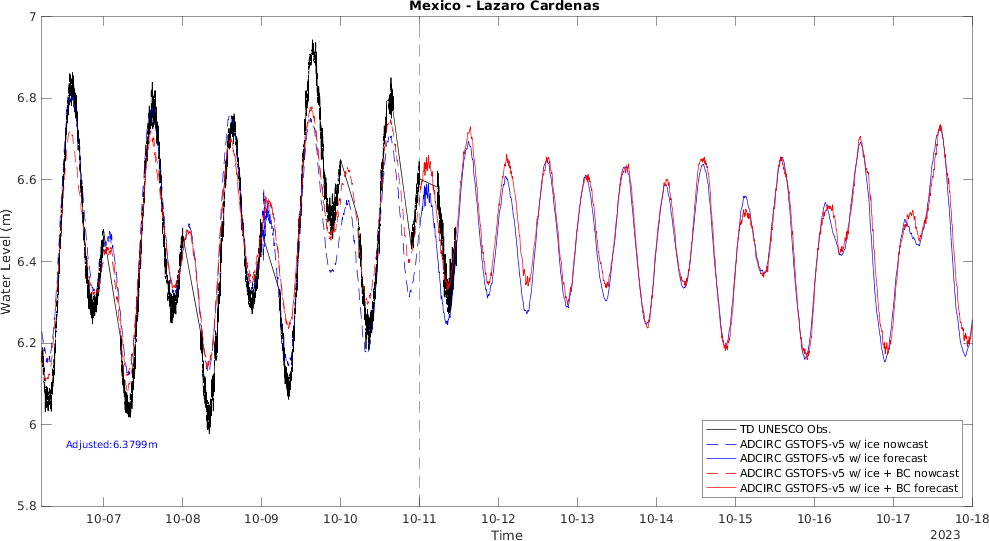 Mexico - Lazaro Cardenas
7
6.8
6.6
6.4
6.2
6
5.8
Water Level (m)
Adjusted:6.3799m
TD UNESCO Obs.
ADCIRC GSTOFS-v5 w/ ice nowcast
ADCIRC GSTOFS-v5 w/ ice forecast
ADCIRC GSTOFS-v5 w/ ice + BC nowcast
ADCIRC GSTOFS-v5 w/ ice + BC forecast
10-07 10-08 10-09 10-10 10-11 10-12 10-13 10-14 10-15 10-16 10-17 10-18
Time
2023